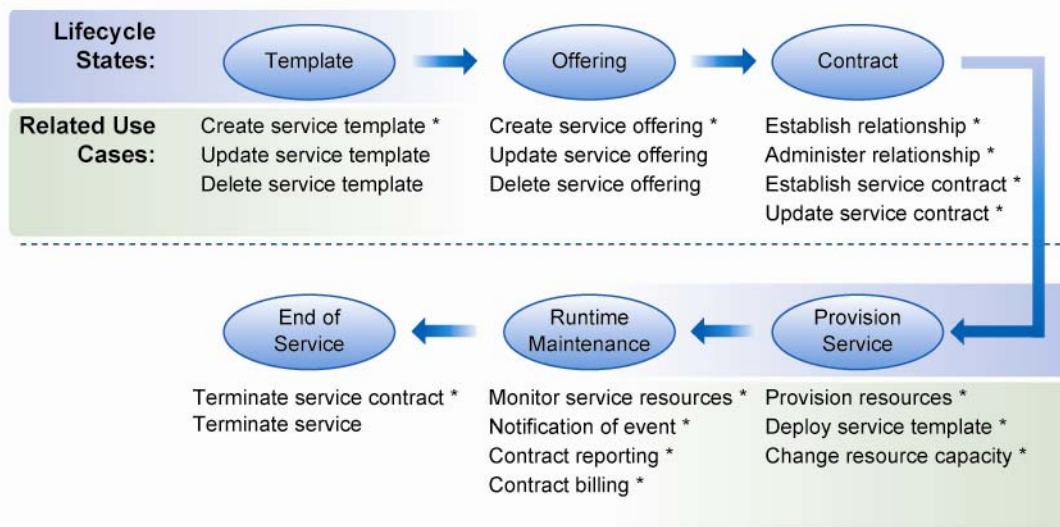 Lifecycle
States:
Template
Offering
Contract
Related Use
Cases:
Create service template *
Update service template
Delete service template
Create service offering *
Update service offering
Delete service offering
Establish relationship *
Administer relationship *
Establish service contract *
Update service contract *
End of
Service
Runtime
Maintenance
Provision
Service
Terminate service contract *
Terminate service
Monitor service resources *
Notification of event *
Contract reporting *
Contract billing *
Provision resources *
Deploy service template *
Change resource capacity *